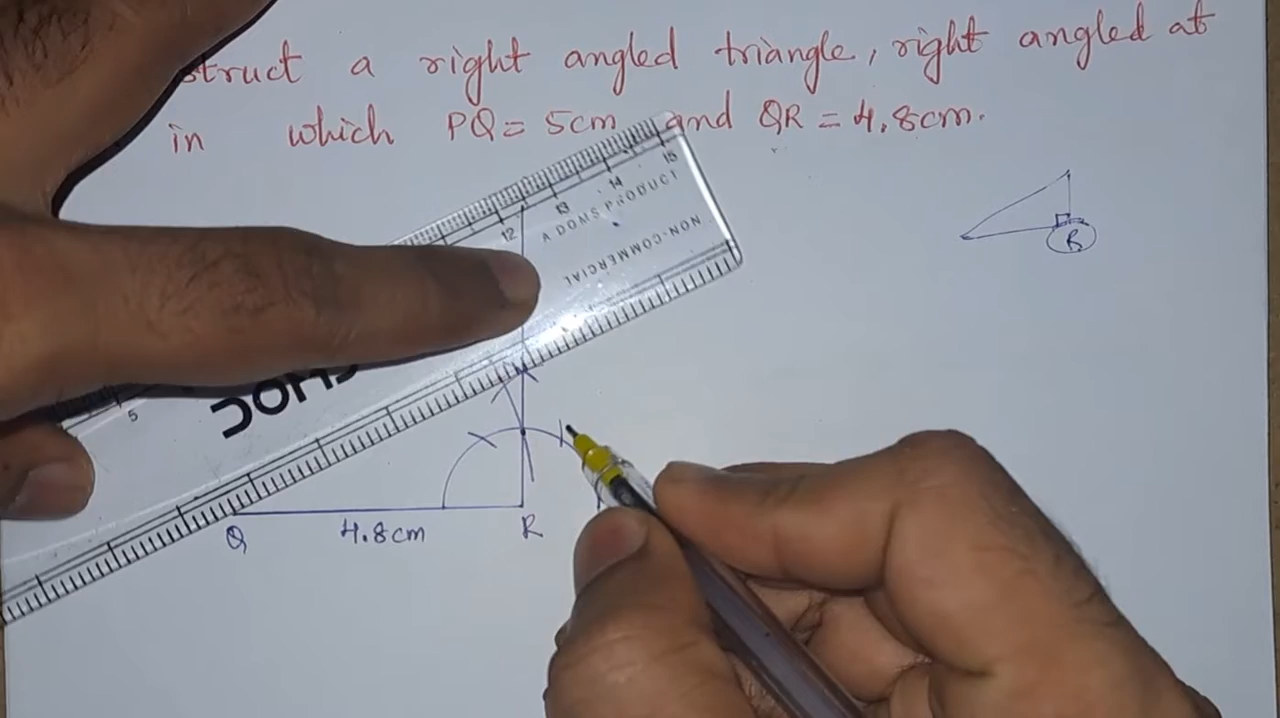 struct a right angled triangle, right angled at
in which PQ = 5cm and QR = 4.8cm.
R
15
14
13
12
A DOMS PRODUCT
NON-COMMERCIAL
5
DOMS
Q 4.8cm R